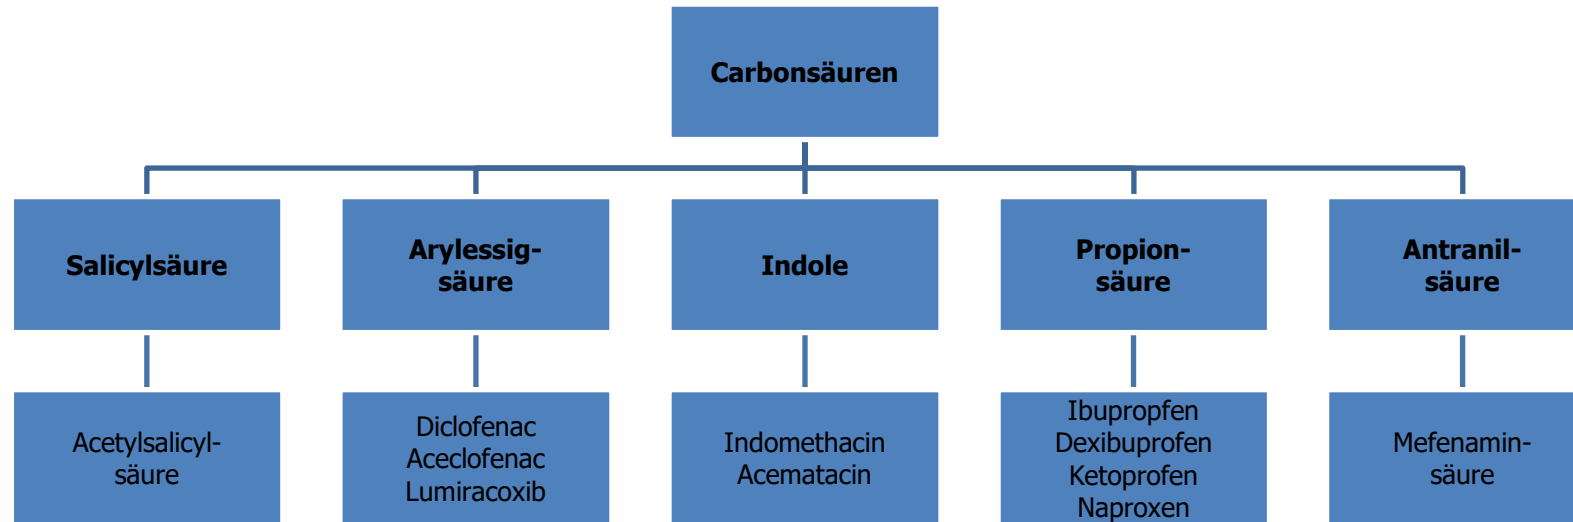 Carbonsäuren
Salicylsäure
Arylessig-
säure
Indole
Propion-
säure
Antranil-
säure
Acetylsalicyl-
säure
Diclofenac
Aceclofenac
Lumiracoxib
Indomethacin
Acematacin
Ibupropfen
Dexibuprofen
Ketoprofen
Naproxen
Mefenamin-
säure